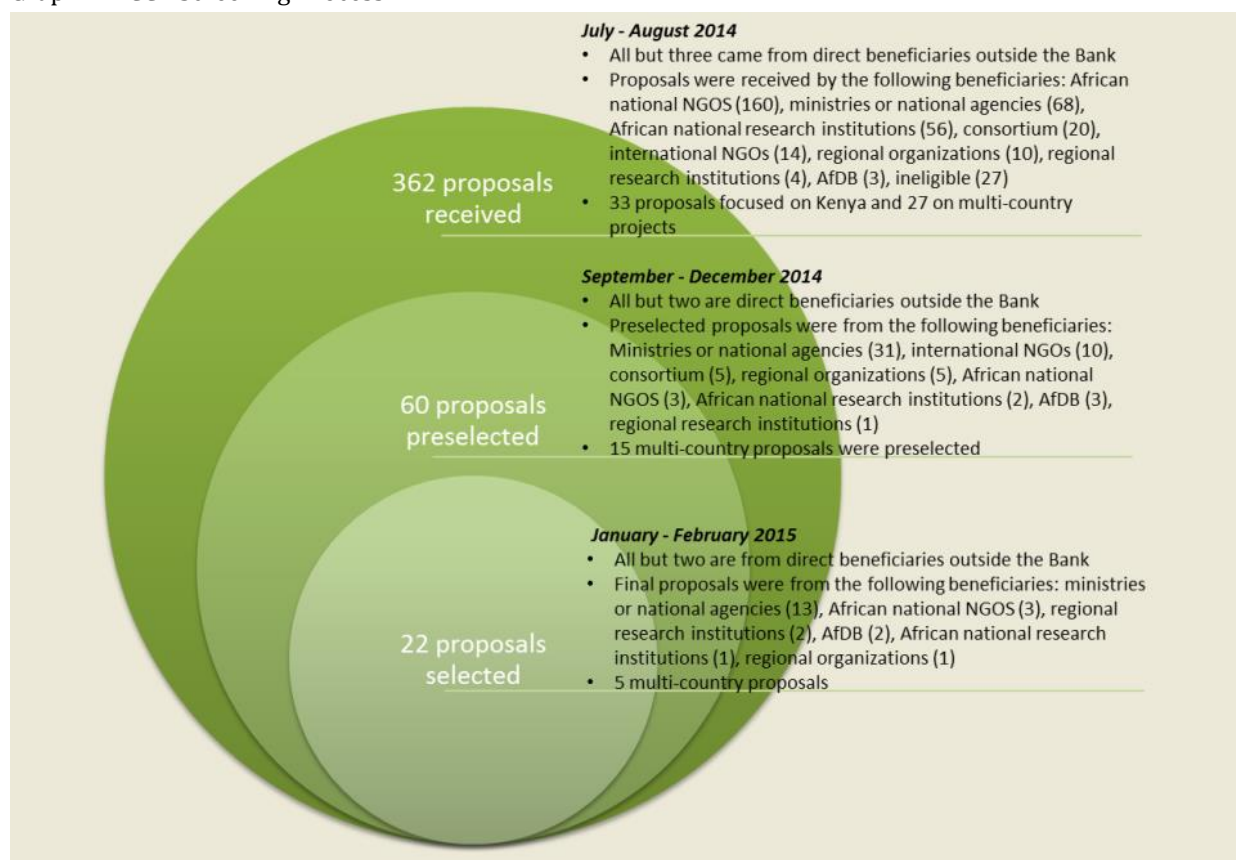 July - August 2014
• All but three came from direct beneficiaries outside the Bank
• Proposals were received by the following beneficiaries: African
national NGOS (160), ministries or national agencies (68),
African national research institutions (56), consortium (20),
international NGOs (14), regional organizations (10), regional
research institutions (4), AfDB (3), ineligible (27)
• 33 proposals focused on Kenya and 27 on multi-country
projects
362 proposals
received
September - December 2014
• All but two are direct beneficiaries outside the Bank
• Preselected proposals were from the following beneficiaries:
Ministries or national agencies (31), international NGOs (10),
consortium (5), regional organizations (5), African national
NGOS (3), African national research institutions (2), AfDB (3),
regional research institutions (1)
• 15 multi-country proposals were preselected
60 proposals
preselected
January - February 2015
• All but two are from direct beneficiaries outside the Bank
• Final proposals were from the following beneficiaries: ministries
or national agencies (13), African national NGOS (3), regional
research institutions (2), AfDB (2), African national research
institutions (1), regional organizations (1)
• 5 multi-country proposals
22 proposals
selected